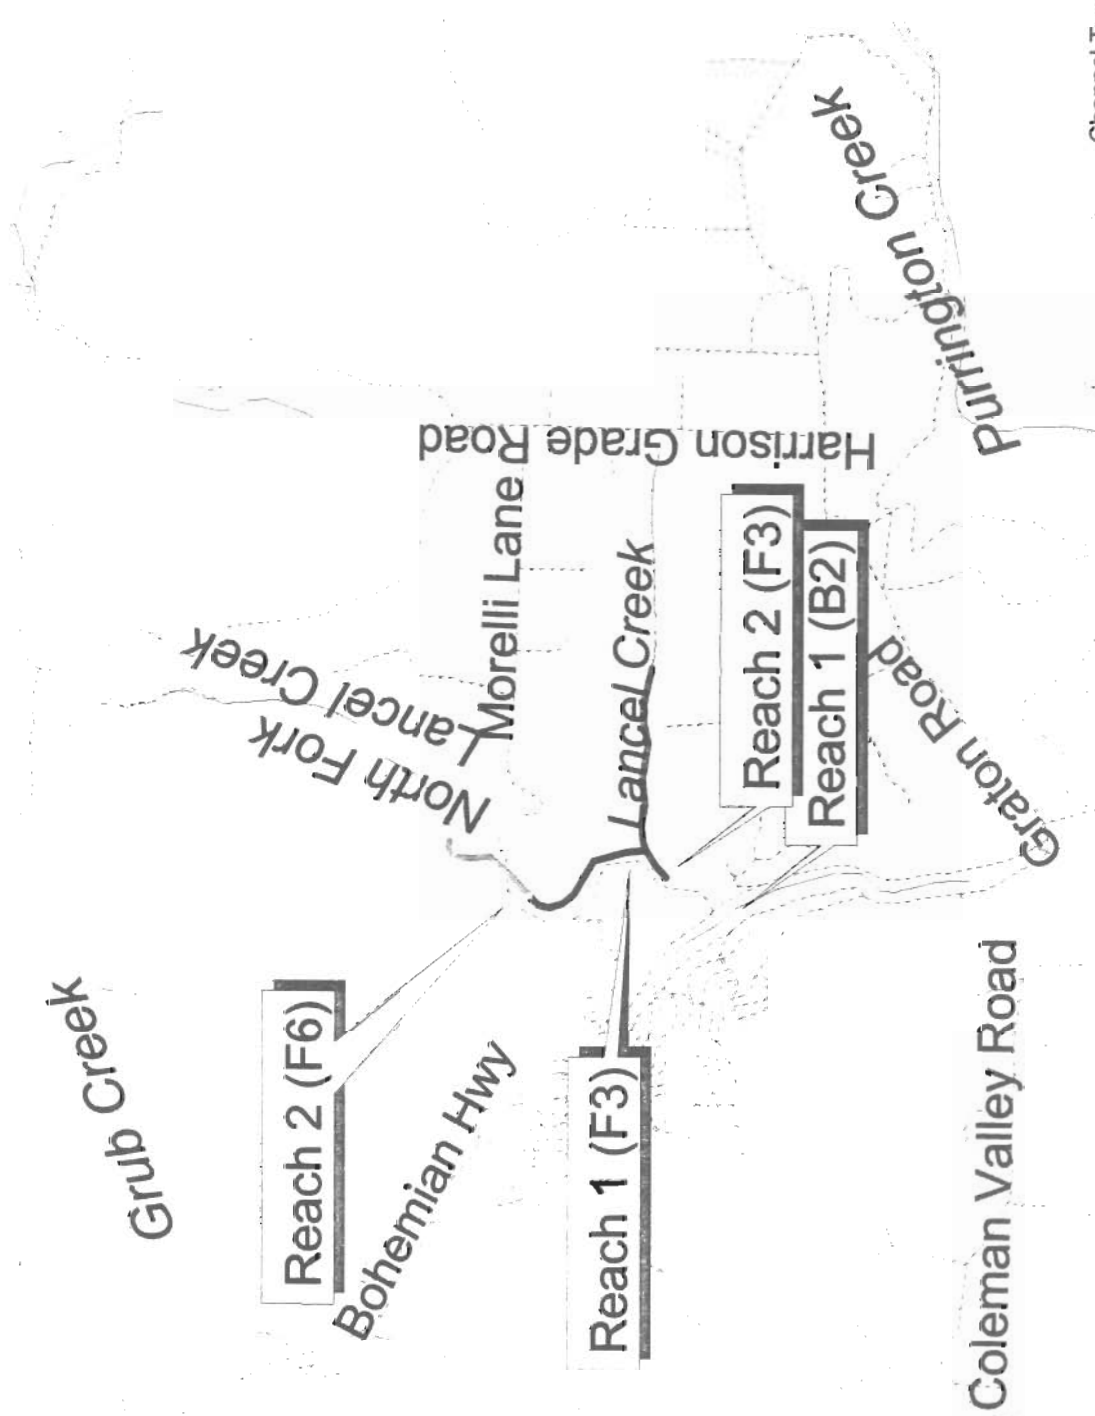 Grub Creek
Reach 2 (F6)
Bohemian Hwy
North Fork
Lancel Creek
Morelli Lane
Harrison Grade Road
Lancel Creek
Reach 1 (F3)
Reach 2 (F3)
Reach 1 (B2)
Graton Road
Purrington Creek
Coleman Valley Road